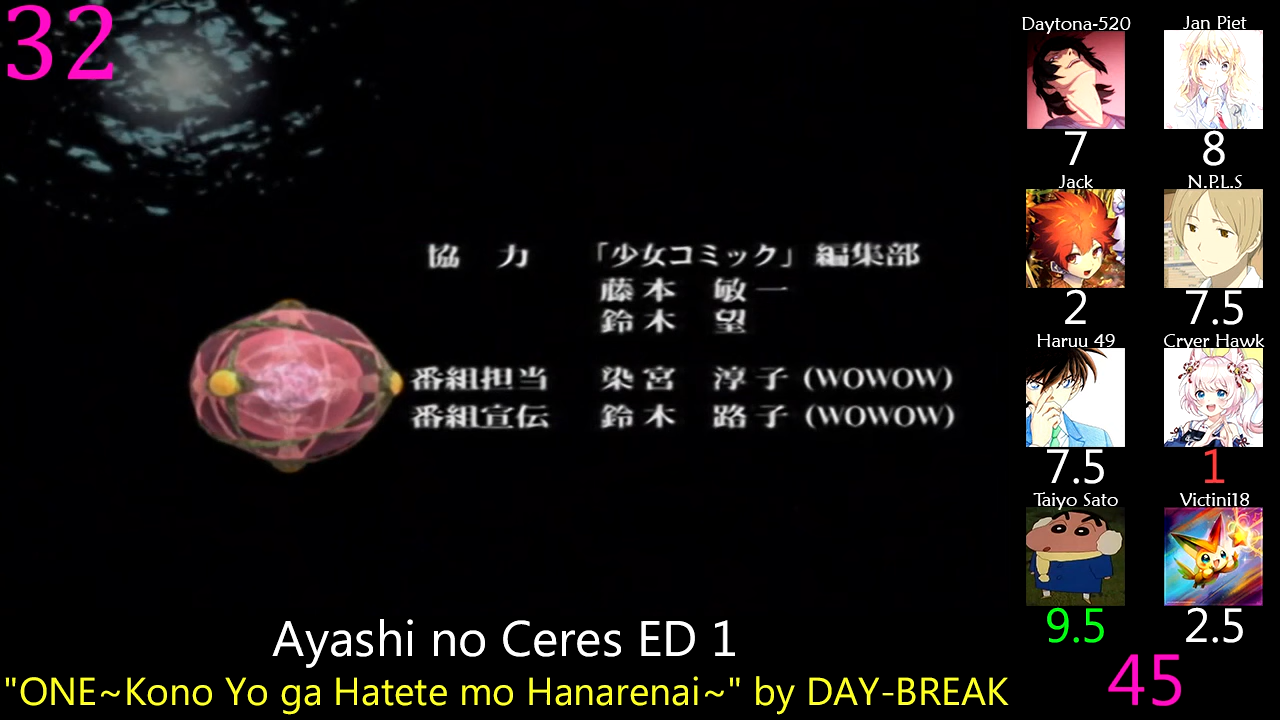 32
協 力 「少女コミック」編集部
藤本 敏一
鈴木 望
番組担当 染宮 淳子 (WOWOW)
番組宣伝 鈴木 路子 (WOWOW)
Ayashi no Ceres ED 1
"ONE~Kono Yo ga Hatete mo Hanarenai~" by DAY-BREAK
Daytona-520 Jan Piet
7 8
Jack N.P.L.S
2 7.5
Haruu 49 Cryer Hawk
7.5 1
Taiyo Sato Victini18
9.5 2.5
45